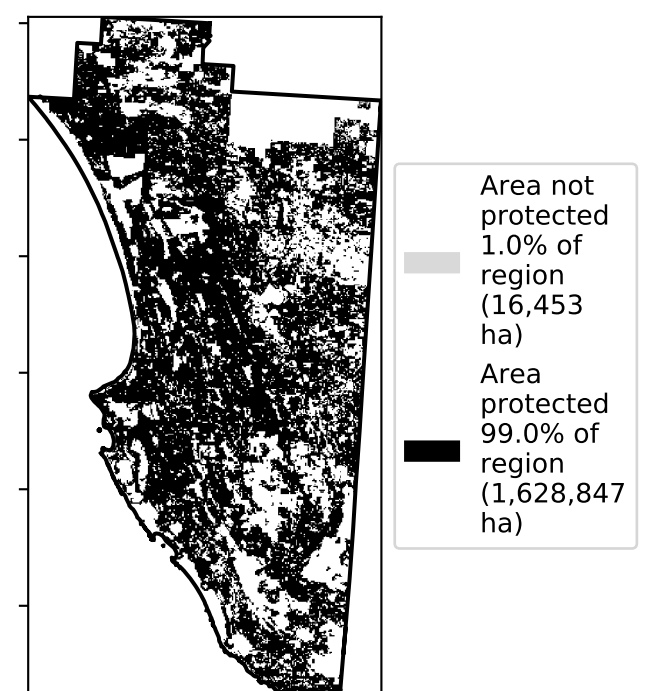 Area not
protected
1.0% of
region
(16,453
ha)
Area
protected
99.0% of
region
(1,628,847
ha)